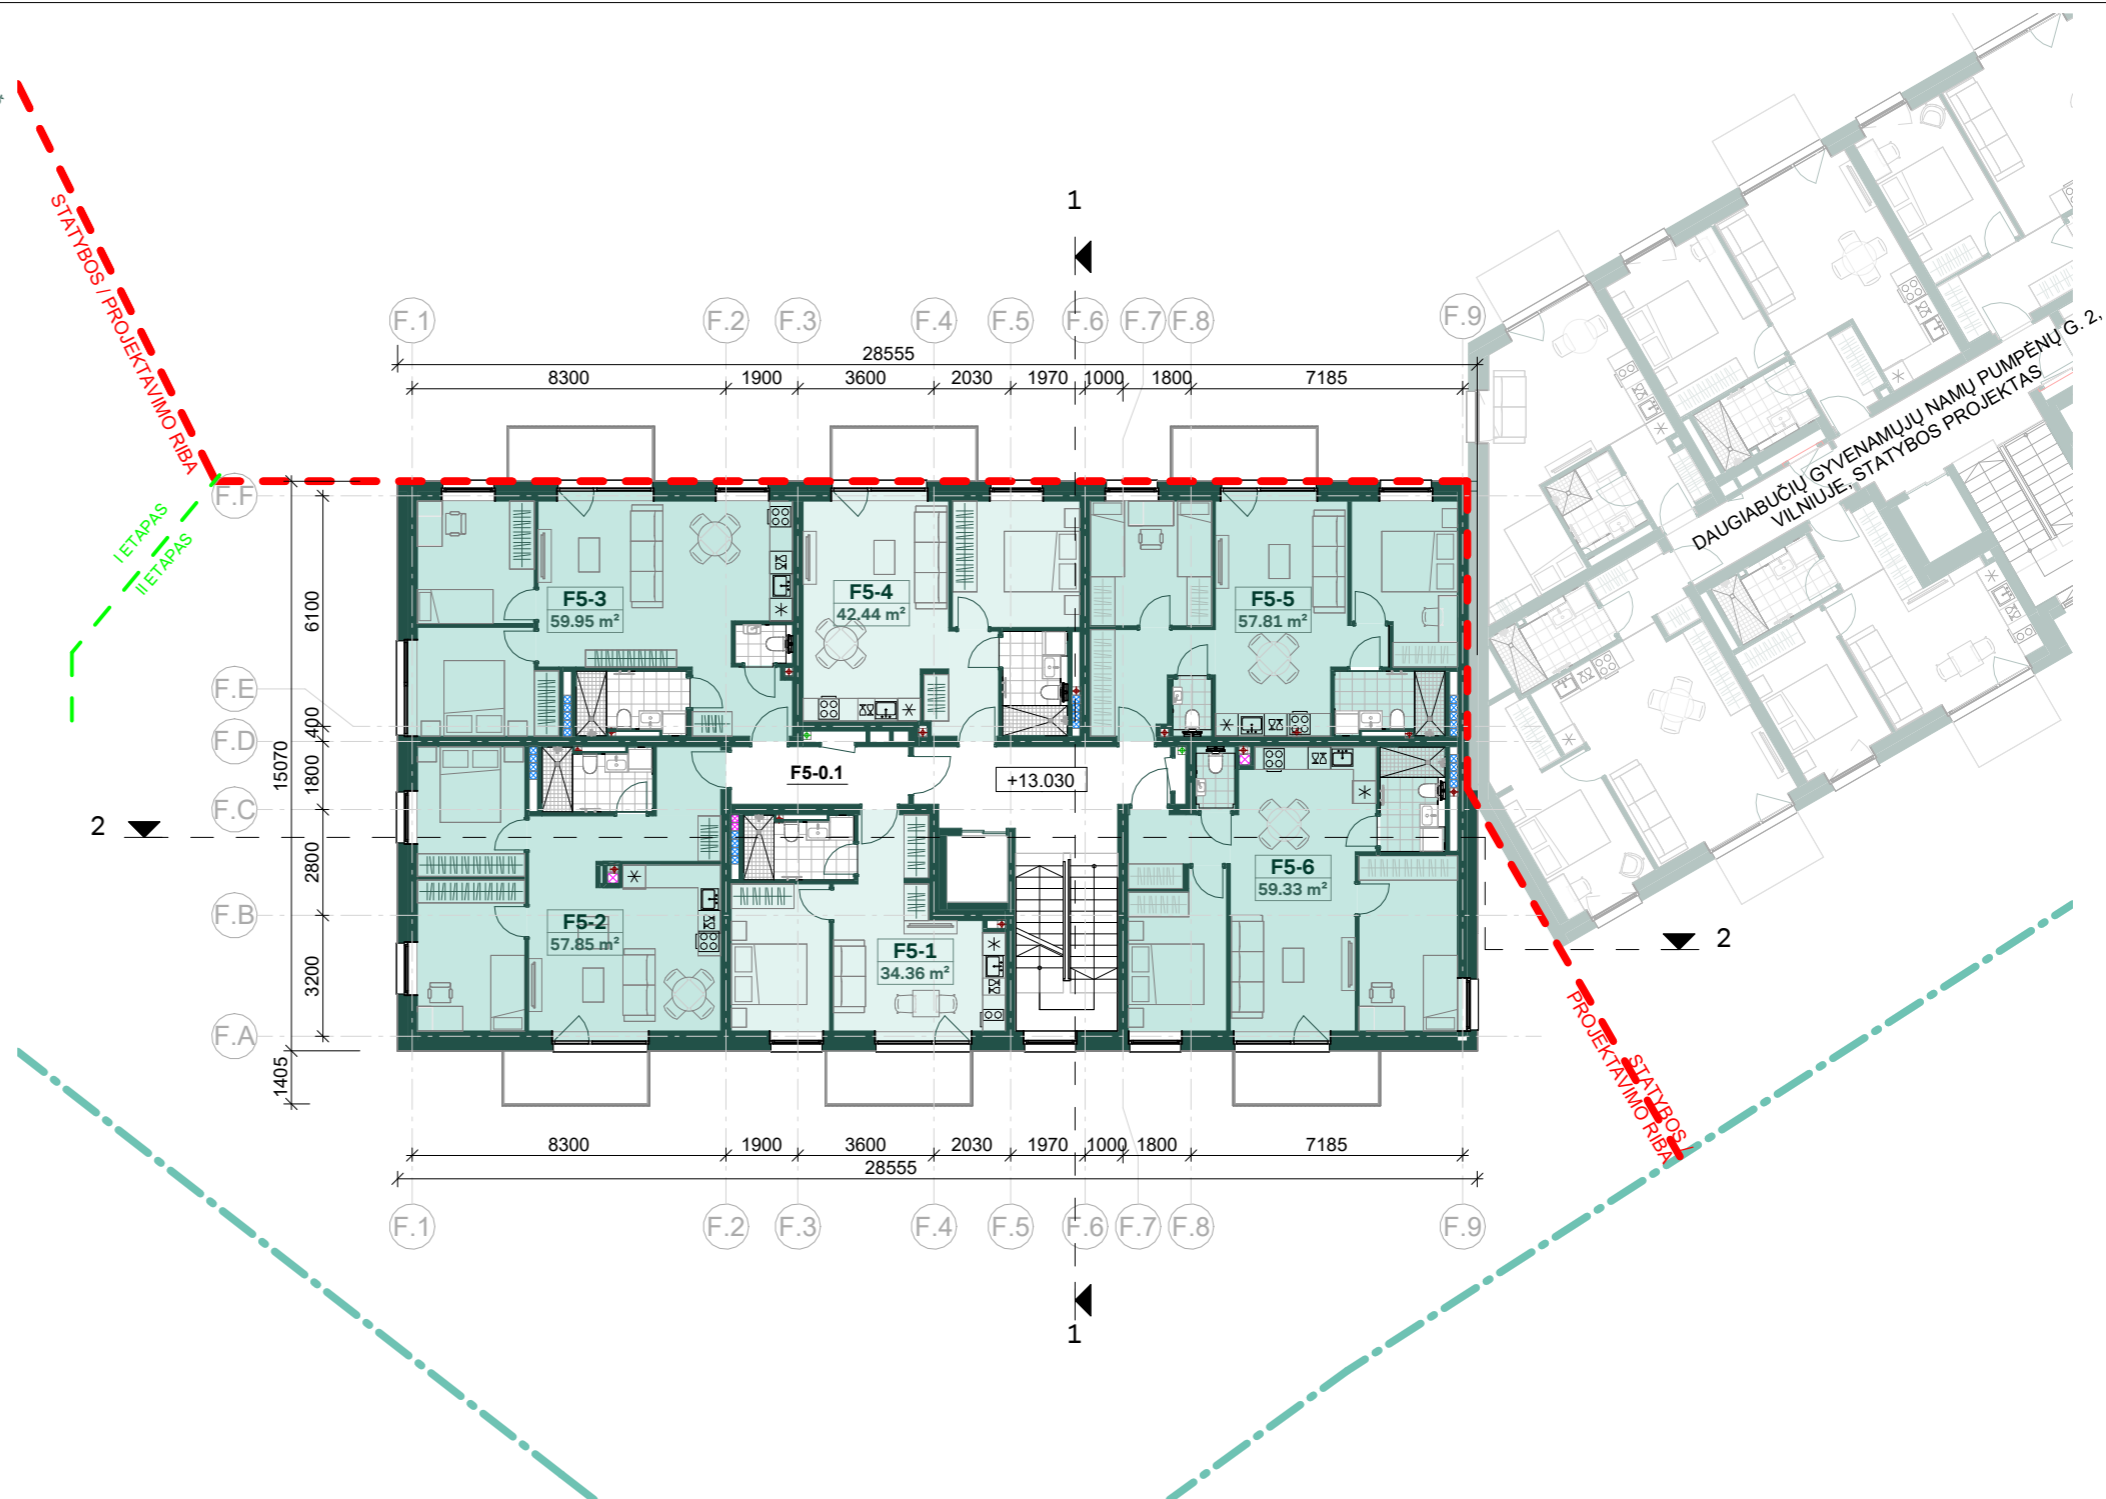 1
STATYBOS / PROJEKTAVIMO RIBA
F.1
F.2
F.3
F.4
F.5
F.6
F.7
F.8
F.9
28555
8300
1900
3600
2030
1970
1000
1800
7185
DAUGIABUČIŲ GYVENAMŲJŲ NAMŲ PUMPĖNŲ G. 2,
VILNIUJE, STATYBOS PROJEKTAS
I ETAPAS
II ETAPAS
F.F
F.E
F.D
F.C
F.B
F.A
6100
400
1800
2800
3200
15070
1405
F5-3
59.95 m²
F5-4
42.44 m²
F5-5
57.81 m²
F5-0.1
+13.030
F5-6
59.33 m²
F5-2
57.85 m²
F5-1
34.36 m²
2
2
STATYBOS /
PROJEKTAVIMO RIBA
8300
1900
3600
2030
1970
1000
1800
7185
28555
F.1
F.2
F.3
F.4
F.5
F.6
F.7
F.8
F.9
1